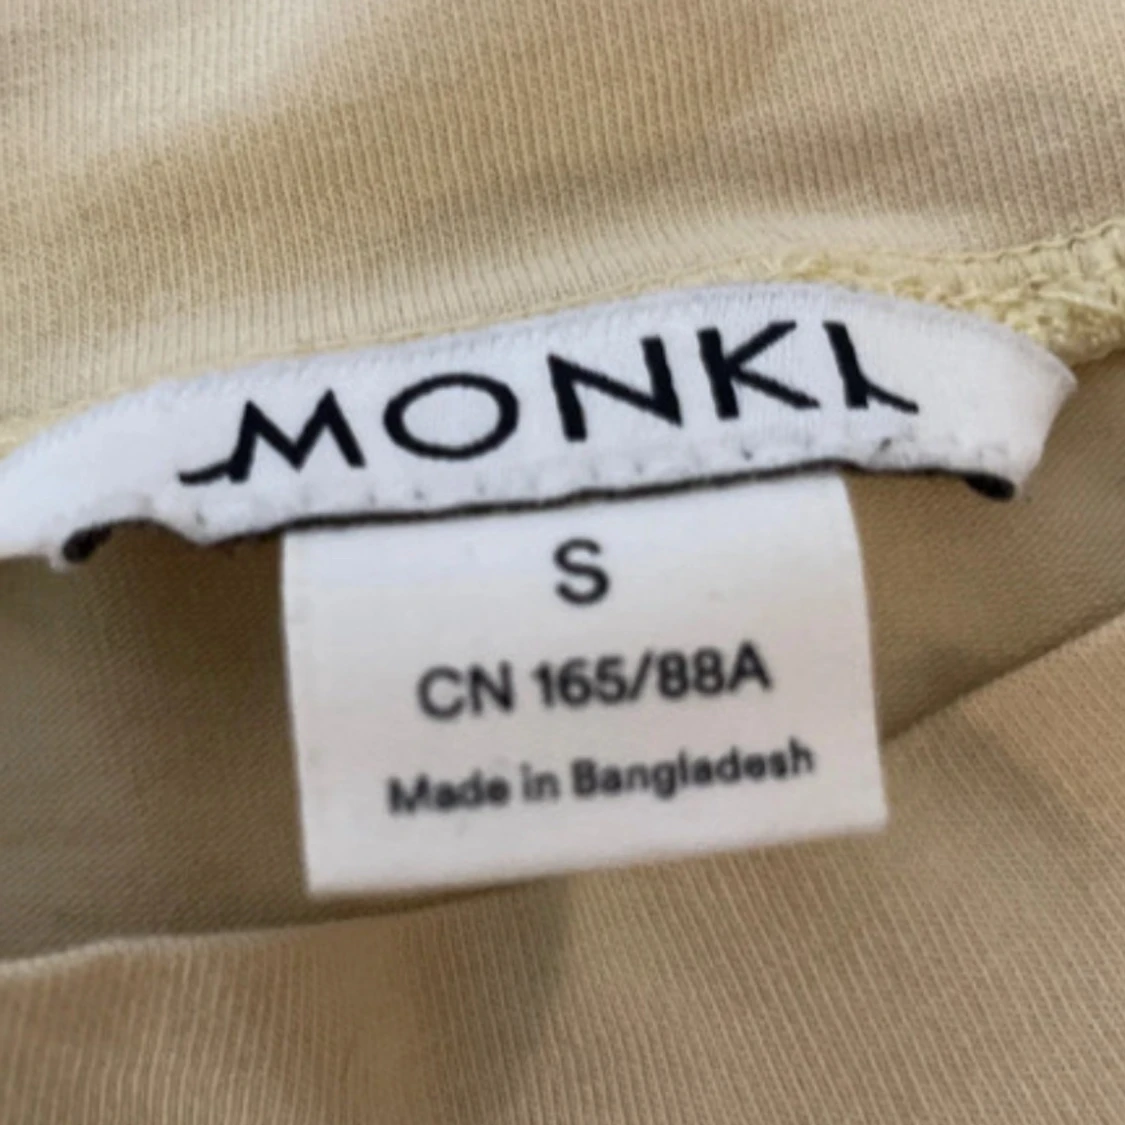 MONKI
S
CN 165/88A
Made in Bangladesh